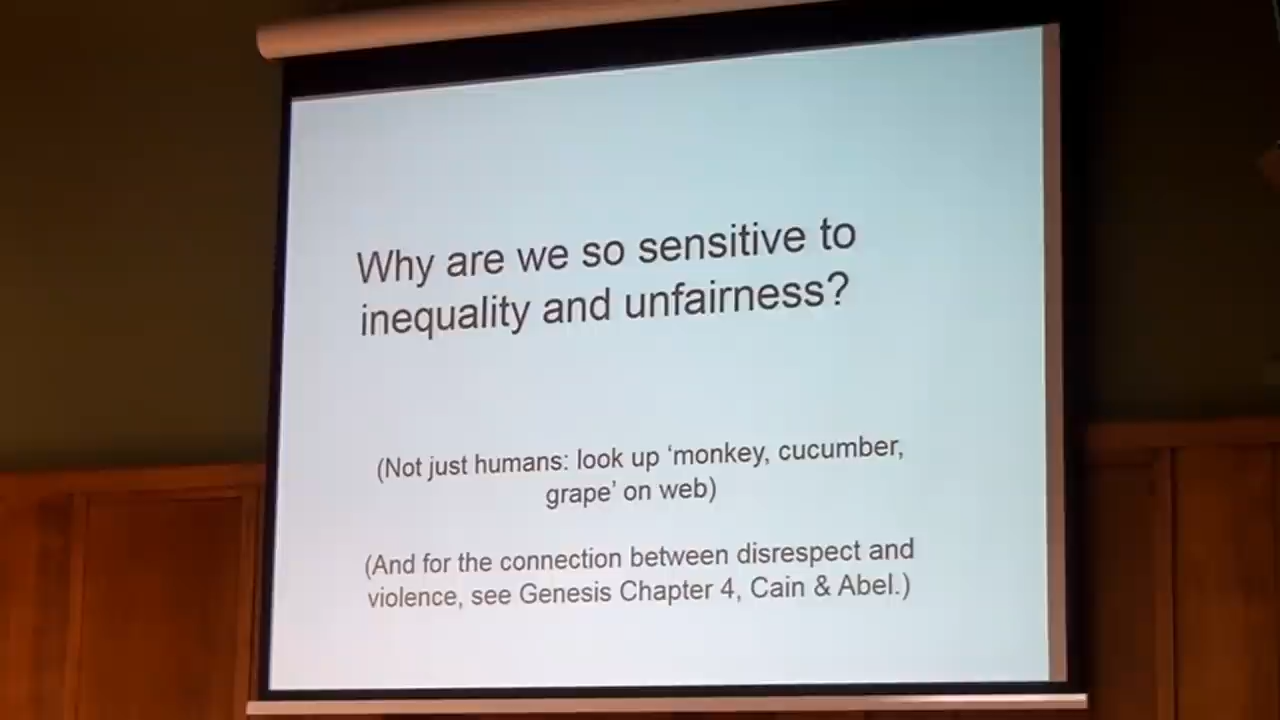 Why are we so sensitive to
inequality and unfairness?
(Not just humans: look up ‘monkey, cucumber,
grape’ on web)
(And for the connection between disrespect and
violence, see Genesis Chapter 4, Cain & Abel.)